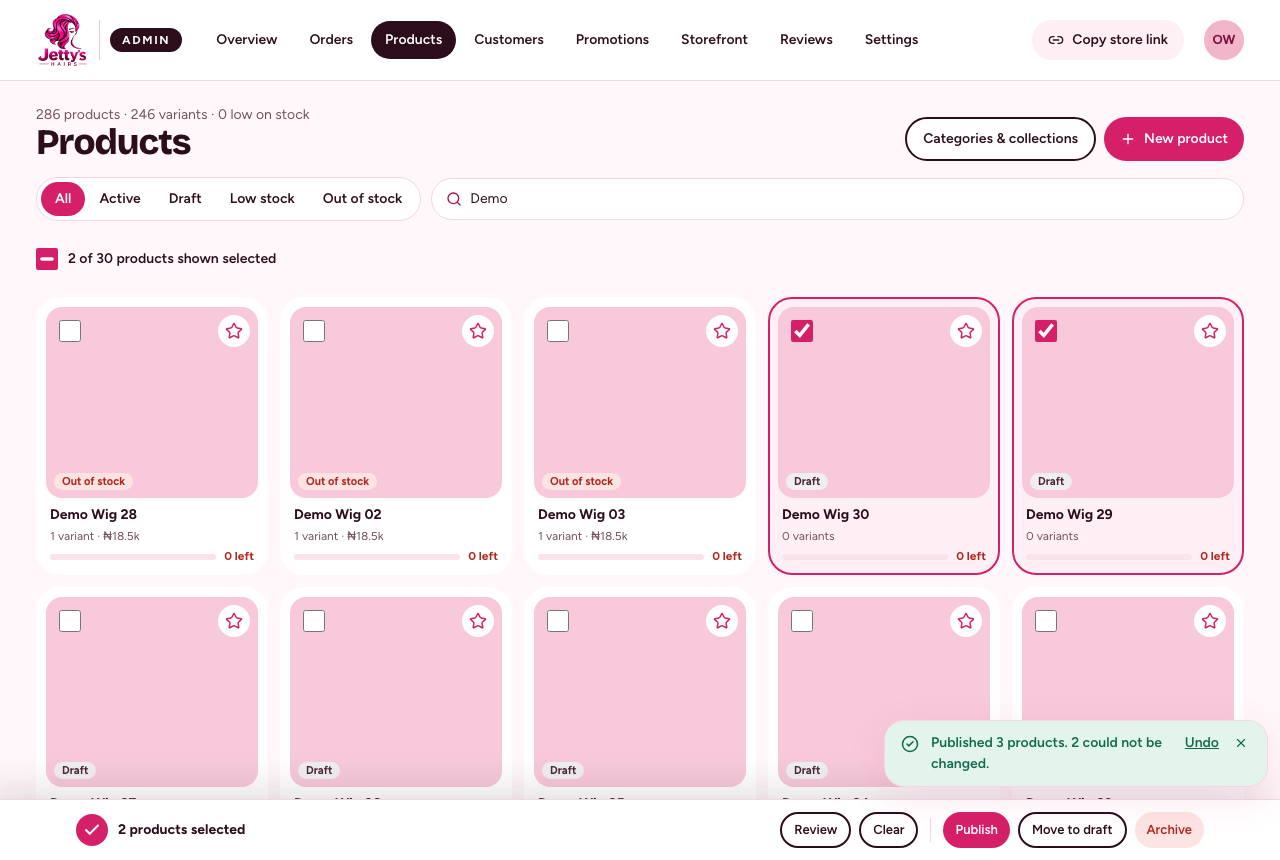 Jetty's
HAIRS
ADMIN
Overview
Orders
Products
Customers
Promotions
Storefront
Reviews
Settings
Copy store link
OW
286 products · 246 variants · 0 low on stock
Products
Categories & collections
New product
All
Active
Draft
Low stock
Out of stock
Demo
2 of 30 products shown selected
Out of stock
Out of stock
Out of stock
Draft
Draft
Demo Wig 28
Demo Wig 02
Demo Wig 03
Demo Wig 30
Demo Wig 29
1 variant · ₦18.5k
1 variant · ₦18.5k
1 variant · ₦18.5k
0 variants
0 variants
0 left
0 left
0 left
0 left
0 left
Draft
Draft
Draft
Draft
Published 3 products. 2 could not be
changed.
Undo
2 products selected
Review
Clear
Publish
Move to draft
Archive